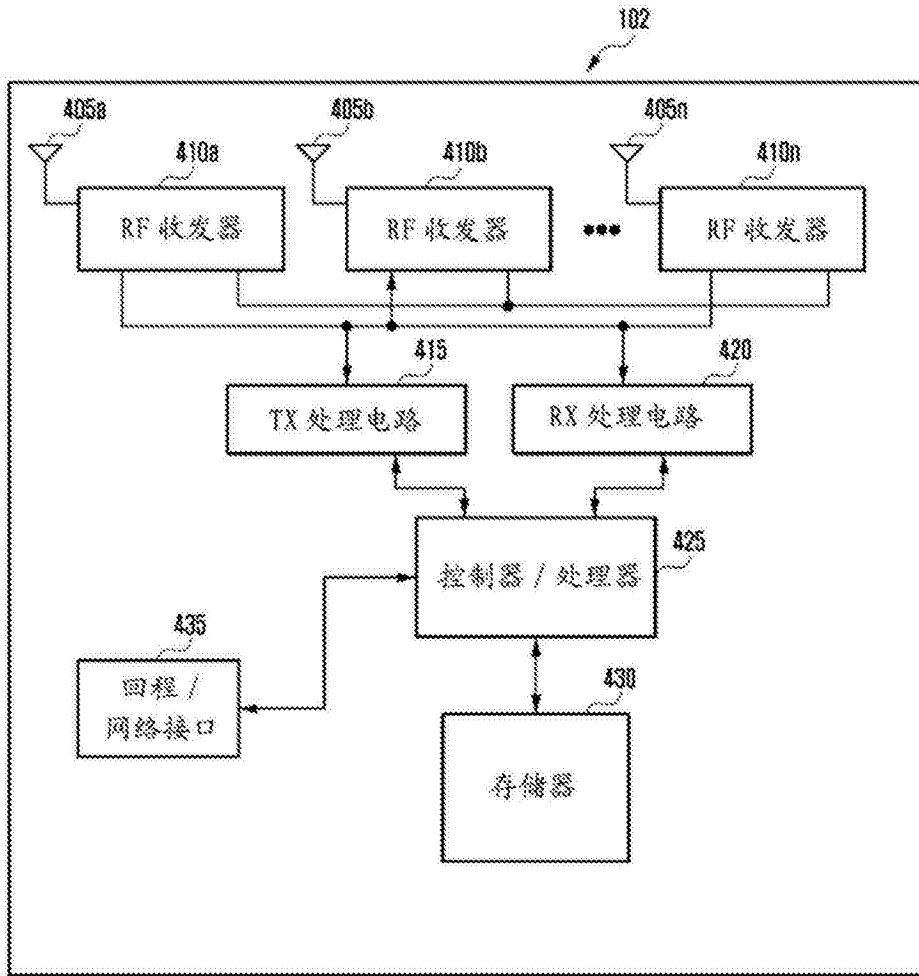 102
405a
405b
405n
410a
410b
410n
RF 收发器
RF 收发器
RF 收发器
415
420
TX 处理电路
RX 处理电路
425
控制器 / 处理器
435
回程 /
网络接口
430
存储器